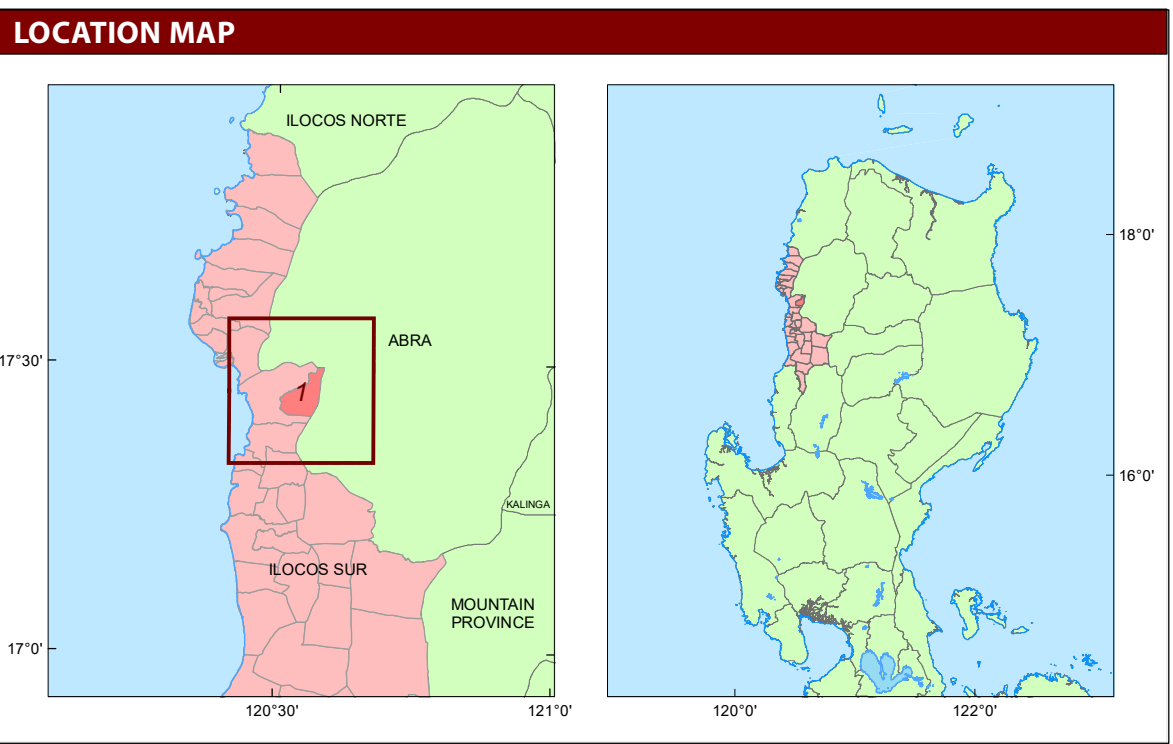 LOCATION MAP
ILOCOS NORTE
ABRA
17°30'
1
KALINGA
ILOCOS SUR
MOUNTAIN
PROVINCE
17°0'
120°30'
121°0'
18°0'
16°0'
120°0'
122°0'